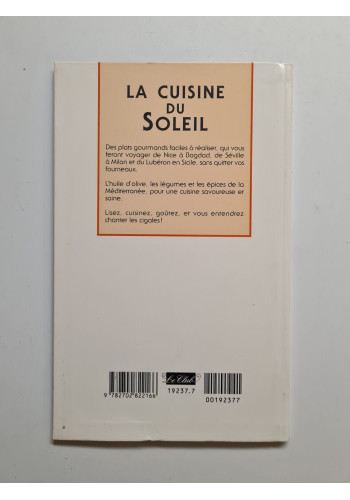 LA CUISINE
DU
SOLEIL
Des plats gourmands faciles à réaliser, qui vous
feront voyager de Nice à Bagdad, de Séville
à Milan et du Lubéron en Sicile, sans quitter vos
fourneaux.
L'huile d'olive, les légumes et les épices de la
Méditerranée, pour une cuisine savoureuse et
saine.
Lisez, cuisinez, goûtez, et vous entendrez
chanter les cigales!
Le Club
19237.7
9 782702 822166
00192377